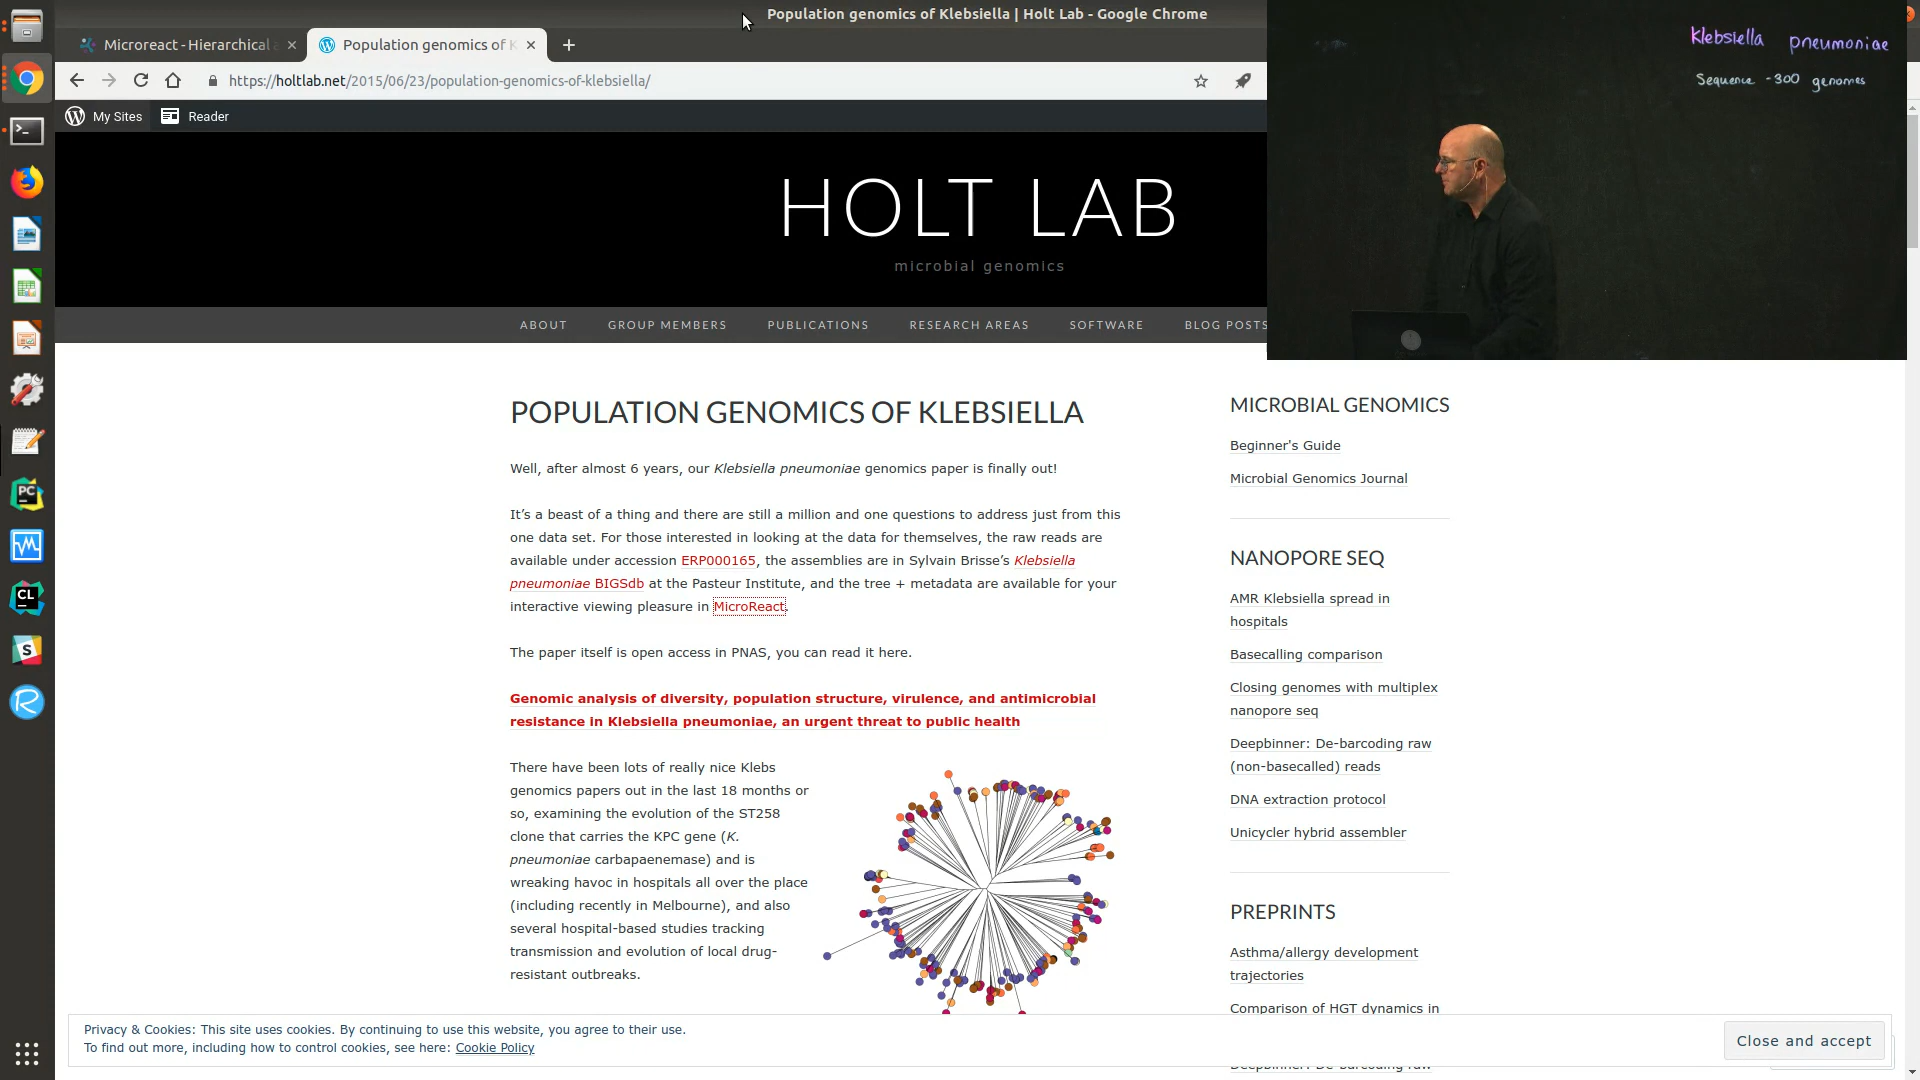 Population genomics of Klebsiella | Holt Lab - Google Chrome
Microreact - Hierarchical
Population genomics of K
https://holtlab.net/2015/06/23/population-genomics-of-klebsiella/
My Sites
Reader
Klebsiella pneumoniae
Sequence ~300 genomes
HOLT LAB
microbial genomics
ABOUT
GROUP MEMBERS
PUBLICATIONS
RESEARCH AREAS
SOFTWARE
BLOG POSTS
POPULATION GENOMICS OF KLEBSIELLA
Well, after almost 6 years, our Klebsiella pneumoniae genomics paper is finally out!
It’s a beast of a thing and there are still a million and one questions to address just from this
one data set. For those interested in looking at the data for themselves, the raw reads are
available under accession ERP000165, the assemblies are in Sylvain Brisse’s Klebsiella
pneumoniae BIGSdb at the Pasteur Institute, and the tree + metadata are available for your
interactive viewing pleasure in MicroReact.
The paper itself is open access in PNAS, you can read it here.
Genomic analysis of diversity, population structure, virulence, and antimicrobial
resistance in Klebsiella pneumoniae, an urgent threat to public health
There have been lots of really nice Klebs
genomics papers out in the last 18 months or
so, examining the evolution of the ST258
clone that carries the KPC gene (K.
pneumoniae carbapaenemase) and is
wreaking havoc in hospitals all over the place
(including recently in Melbourne), and also
several hospital-based studies tracking
transmission and evolution of local drug-
resistant outbreaks.
MICROBIAL GENOMICS
Beginner's Guide
Microbial Genomics Journal
NANOPORE SEQ
AMR Klebsiella spread in
hospitals
Basecalling comparison
Closing genomes with multiplex
nanopore seq
Deepbinner: De-barcoding raw
(non-basecalled) reads
DNA extraction protocol
Unicycler hybrid assembler
PREPRINTS
Asthma/allergy development
trajectories
Comparison of HGT dynamics in
Deepbinner: De-barcoding raw
Privacy & Cookies: This site uses cookies. By continuing to use this website, you agree to their use.
To find out more, including how to control cookies, see here: Cookie Policy
Close and accept
PC
CL
S